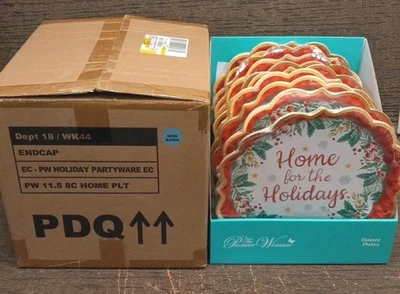 Dept 18 / WK44
ENDCAP
EC - PW HOLIDAY PARTYWARE EC
PW 11.5 8C HOME PLT
PDQ
Home
for the
Holidays
The
Pioneer Woman
Dinner
Plates